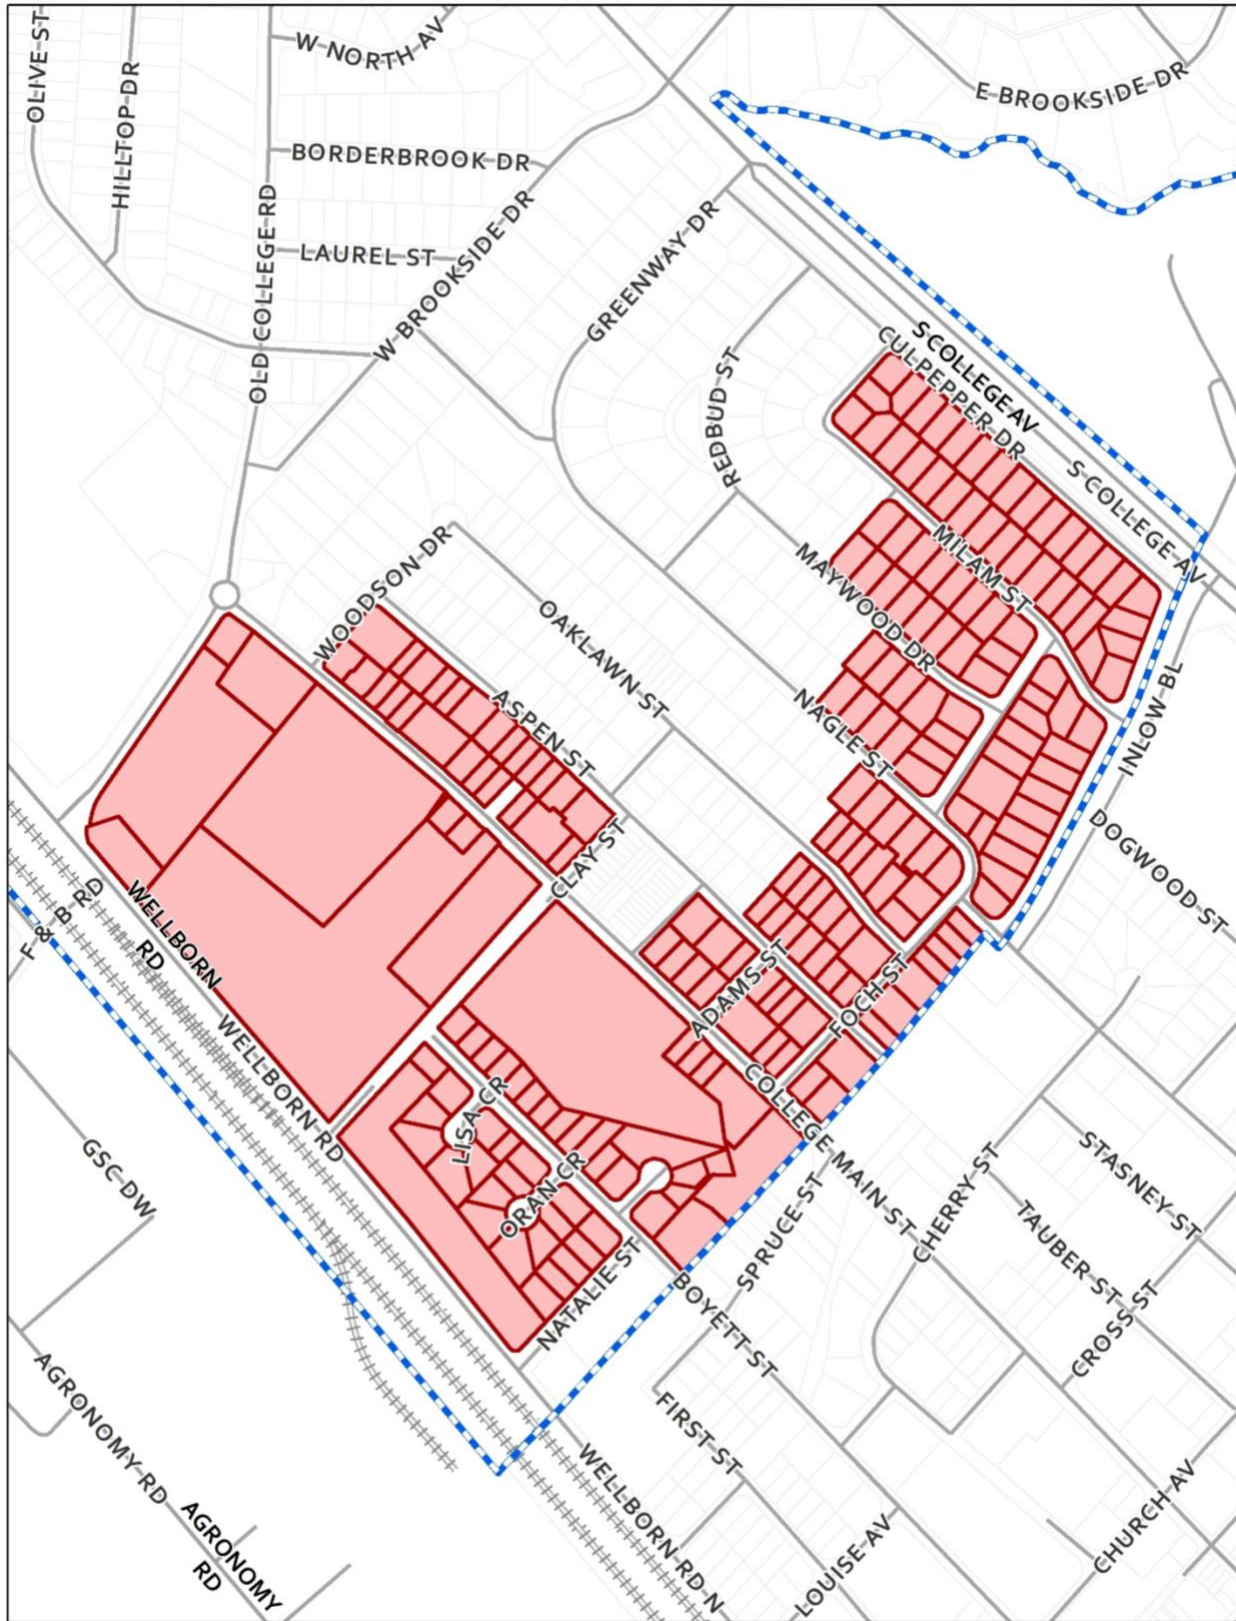 OLIVE ST
HILLTOP DR
W NORTH AV
E BROOKSIDE DR
BORDERBROOK DR
OLD COLLEGE RD
LAUREL ST
W BROOKSIDE DR
GREENWAY DR
REDBUD ST
S COLLEGE AV
CULPEPPER DR
S COLLEGE AV
WOODSON DR
OAKLAWN ST
MILAM ST
MAYWOOD DR
NAGLE ST
ASPEN ST
INLOW BL
DOGWOOD ST
CLAY ST
F & B RD
WELLBORN
RD
WELLBORN RD
ADAMS ST
FOCH ST
COLLEGE MAIN ST
LISA CR
ORAN CR
NATALIE ST
BOYETT ST
SPRUCE ST
CHERRY ST
STASNEY ST
TAUBER ST
CROSS ST
GSC DW
AGRONOMY RD
AGRONOMY
RD
FIRST ST
WELLBORN RD N
LOUISE AV
CHURCH AV